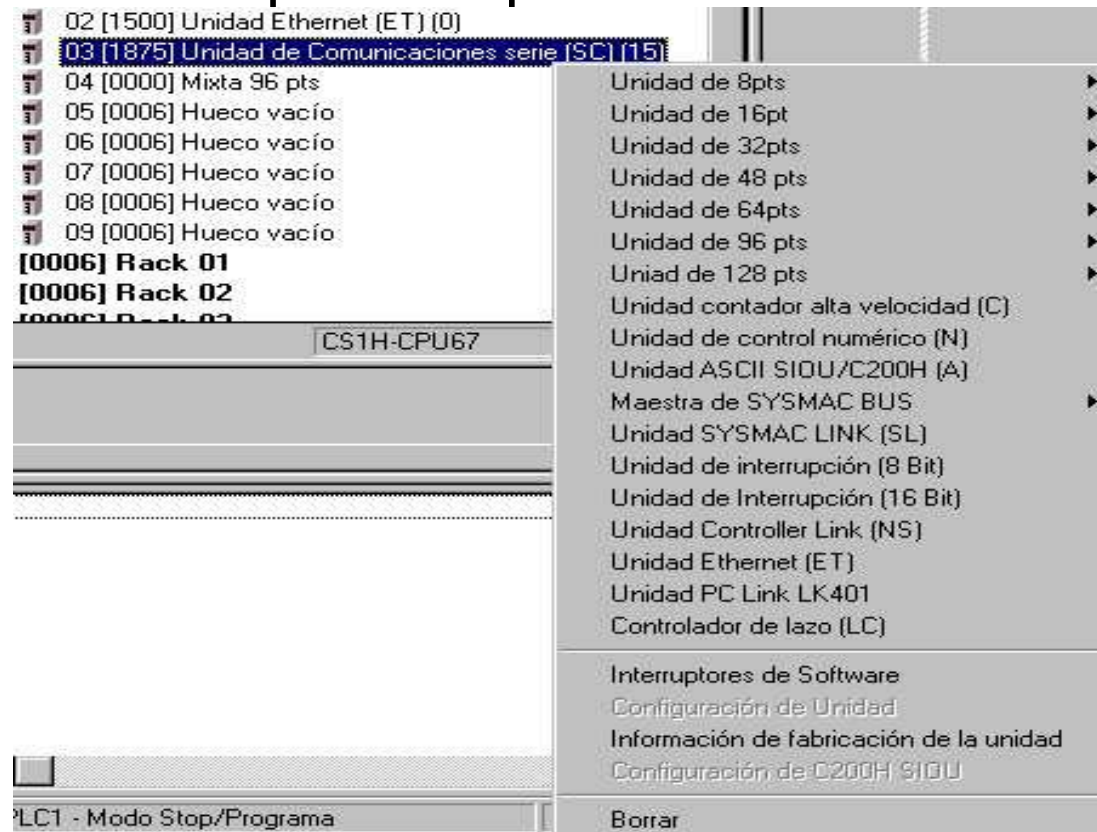 02 [1500] Unidad Ethernet (ET) (0)
03 [1875] Unidad de Comunicaciones serie (SC) (15)
04 [0000] Mixta 96 pts
05 [0006] Hueco vacío
06 [0006] Hueco vacío
07 [0006] Hueco vacío
08 [0006] Hueco vacío
09 [0006] Hueco vacío
[0006] Rack 01
[0006] Rack 02
CS1H-CPU67
PLC1 - Modo Stop/Programa
Unidad de 8pts
Unidad de 16pt
Unidad de 32pts
Unidad de 48 pts
Unidad de 64pts
Unidad de 96 pts
Uniad de 128 pts
Unidad contador alta velocidad (C)
Unidad de control numérico (N)
Unidad ASCII SIOU/C200H (A)
Maestra de SYSMAC BUS
Unidad SYSMAC LINK (SL)
Unidad de interrupción (8 Bit)
Unidad de Interrupción (16 Bit)
Unidad Controller Link (NS)
Unidad Ethernet (ET)
Unidad PC Link LK401
Controlador de lazo (LC)
Interruptores de Software
Configuración de Unidad
Información de fabricación de la unidad
Configuración de C200H SIOU
Borrar